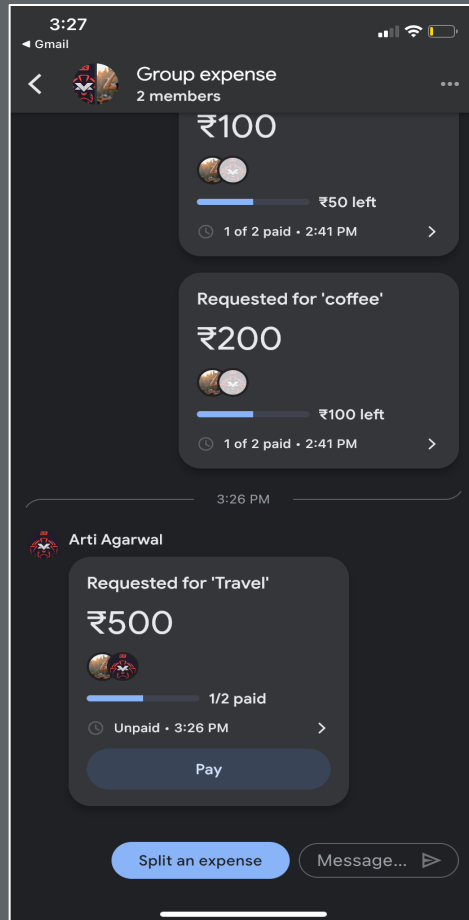 3:27
◀ Gmail
Group expense
2 members
₹100
₹50 left
1 of 2 paid • 2:41 PM
Requested for 'coffee'
₹200
₹100 left
1 of 2 paid • 2:41 PM
3:26 PM
Arti Agarwal
Requested for 'Travel'
₹500
1/2 paid
Unpaid • 3:26 PM
Pay
Split an expense
Message...